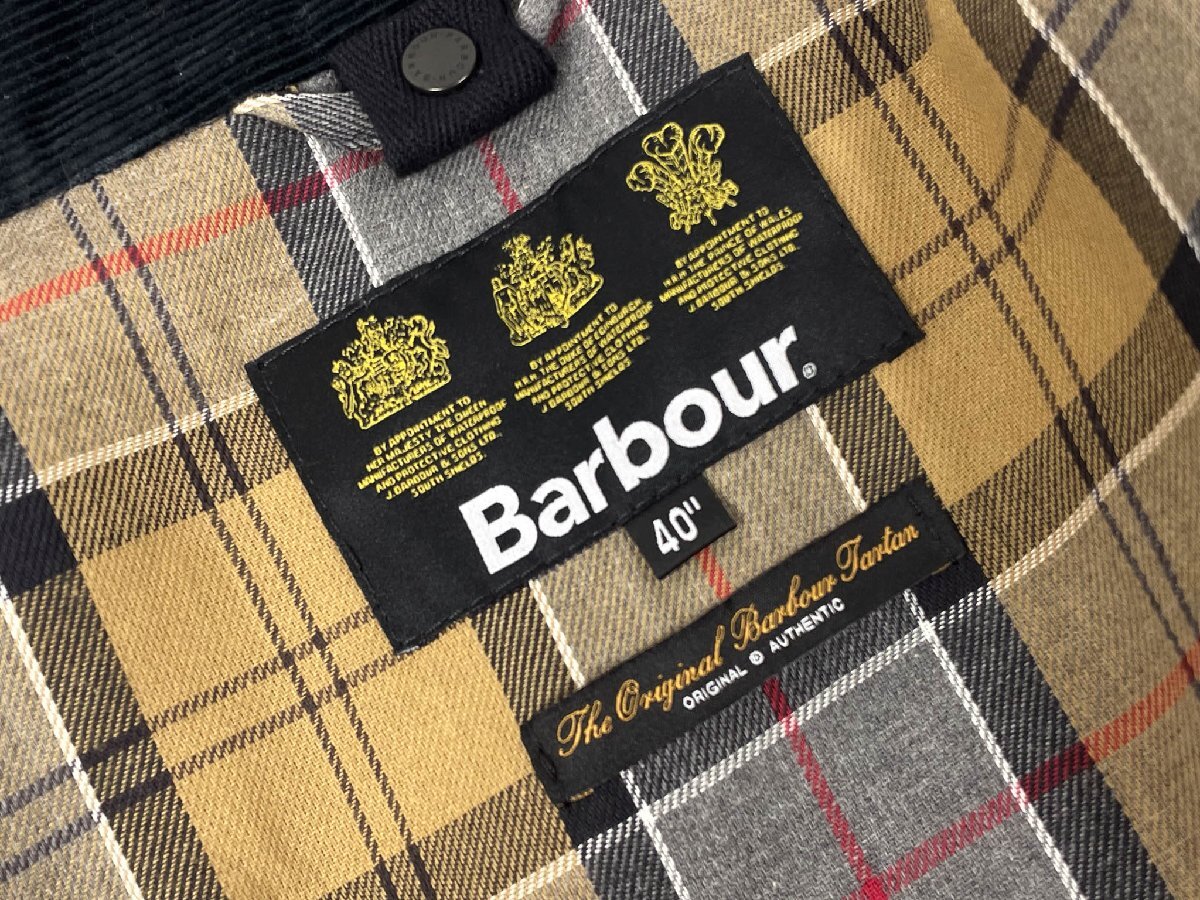 BY APPOINTMENT TO
HER MAJESTY THE QUEEN
MANUFACTURERS OF WATERPROOF
AND PROTECTIVE CLOTHING
J. BARBOUR & SONS LTD.
SOUTH SHIELDS
BY APPOINTMENT TO
H.R.H. THE DUKE OF EDINBURGH
MANUFACTURERS OF WATERPROOF
AND PROTECTIVE CLOTHING
J. BARBOUR & SONS LTD.
SOUTH SHIELDS
BY APPOINTMENT TO
H.R.H. THE PRINCE OF WALES
MANUFACTURERS OF WATERPROOF
AND PROTECTIVE CLOTHING
J. BARBOUR & SONS LTD.
SOUTH SHIELDS
Barbour®
40"
The Original Barbour Tartan
ORIGINAL & AUTHENTIC